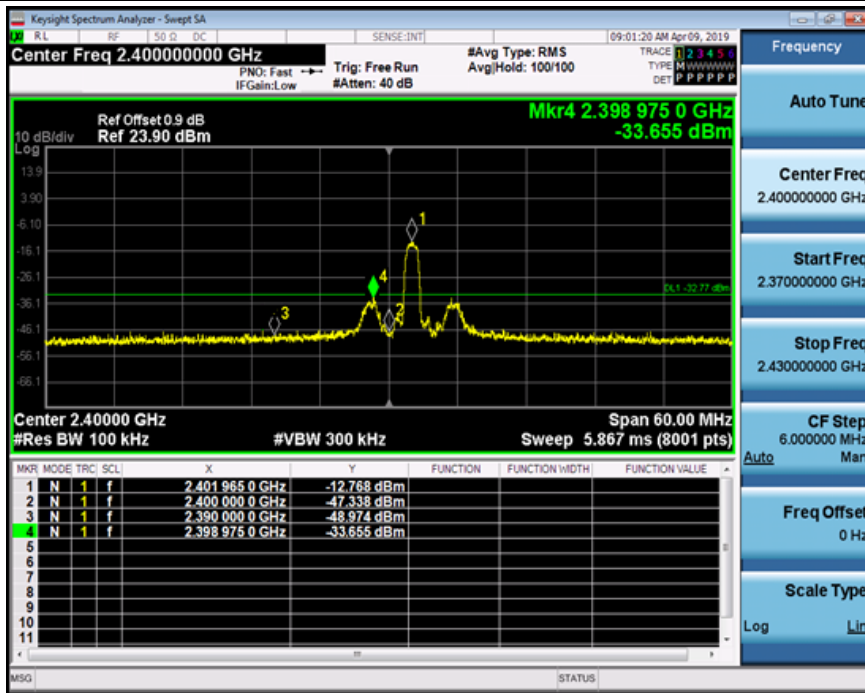 Keysight Spectrum Analyzer - Swept SA
RL RF 50 Ω DC SENSE:INT 09:01:20 AM Apr 09, 2019
Center Freq 2.400000000 GHz
PNO: Fast
IFGain:Low
Trig: Free Run
#Atten: 40 dB
#Avg Type: RMS
Avg|Hold: 100/100
TRACE 1 2 3 4 5 6
TYPE M W W W W W
DET P P P P P P
Ref Offset 0.9 dB
10 dB/div Ref 23.90 dBm
Log
Mkr4 2.398 975 0 GHz
-33.655 dBm
13.9
3.90
-6.10
-16.1
-26.1
-36.1
-46.1
-56.1
-66.1
1
4
DL1 -32.77 dBm
3
2
Center 2.40000 GHz Span 60.00 MHz
#Res BW 100 kHz #VBW 300 kHz Sweep 5.867 ms (8001 pts)
MKR MODE TRC SCL X Y FUNCTION FUNCTION WIDTH FUNCTION VALUE
1 N 1 f 2.401 965 0 GHz -12.768 dBm
2 N 1 f 2.400 000 0 GHz -47.338 dBm
3 N 1 f 2.390 000 0 GHz -48.974 dBm
4 N 1 f 2.398 975 0 GHz -33.655 dBm
5
6
7
8
9
10
11
MSG STATUS
Frequency
Auto Tune
Center Freq
2.400000000 GHz
Start Freq
2.370000000 GHz
Stop Freq
2.430000000 GHz
CF Step
6.000000 MHz
Auto Man
Freq Offset
0 Hz
Scale Type
Log Lin